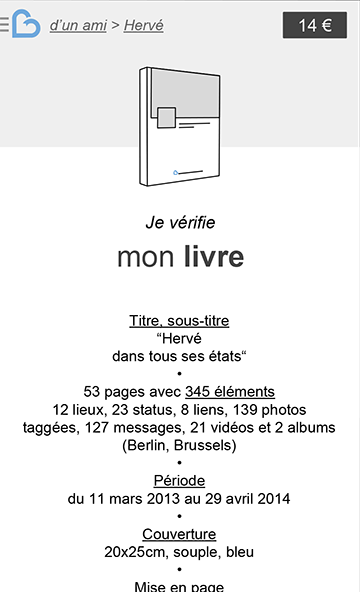 d'un ami > Hervé
14 €
Je vérifie
mon livre
Titre, sous-titre
“Hervé
dans tous ses états“
•
53 pages avec 345 éléments
12 lieux, 23 status, 8 liens, 139 photos
taggées, 127 messages, 21 vidéos et 2 albums
(Berlin, Brussels)
•
Période
du 11 mars 2013 au 29 avril 2014
•
Couverture
20x25cm, souple, bleu
•
Mise en page